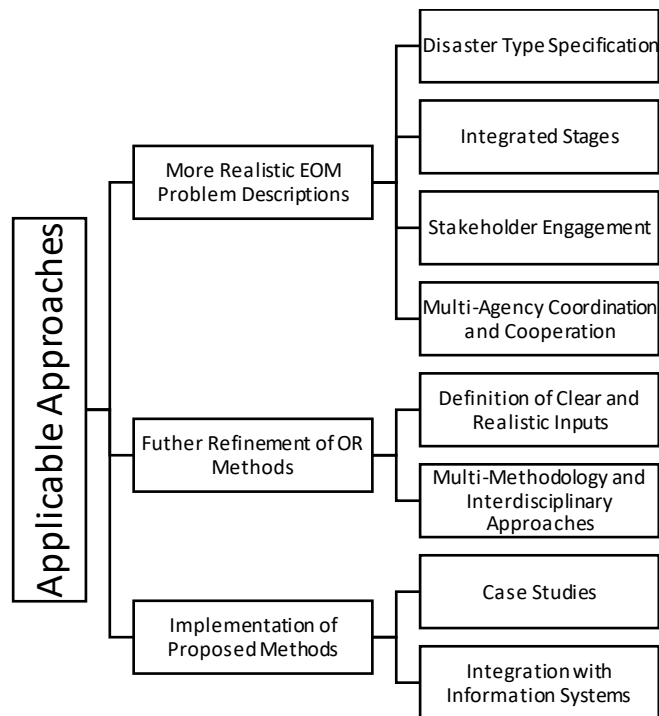 Applicable Approaches
More Realistic EOM
Problem Descriptions
Disaster Type Specification
Integrated Stages
Stakeholder Engagement
Multi-Agency Coordination
and Cooperation
Futher Refinement of OR
Methods
Definition of Clear and
Realistic Inputs
Multi-Methodology and
Interdisciplinary
Approaches
Implementation of
Proposed Methods
Case Studies
Integration with
Information Systems